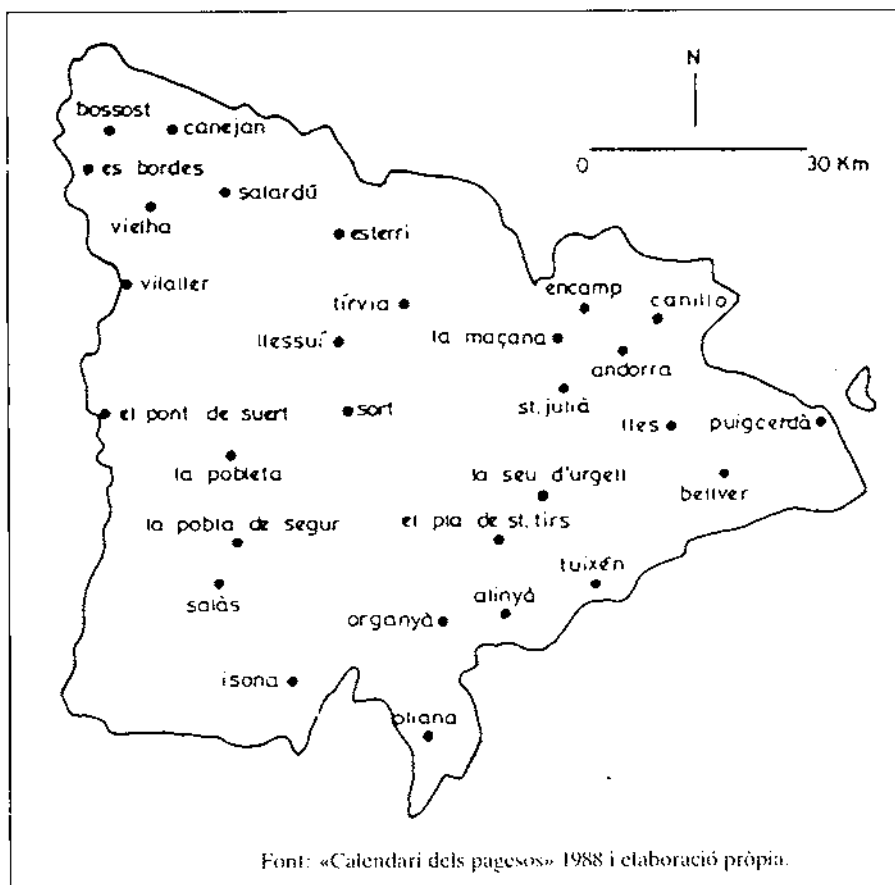 N
0 30 Km
bossost
canejan
es bordes
salardú
vielha
esterri
vilaller
tírvia
encamp
canillo
llessuí
la maçana
andorra
st. julià
el pont de suert
sort
lles
puigcerdà
la pobleta
la seu d'urgell
bellver
la pobla de segur
el pla de st. tirs
salàs
tuixén
alinyà
organyà
isona
oliana
Font: «Calendari dels pagesos» 1988 i elaboració pròpia.